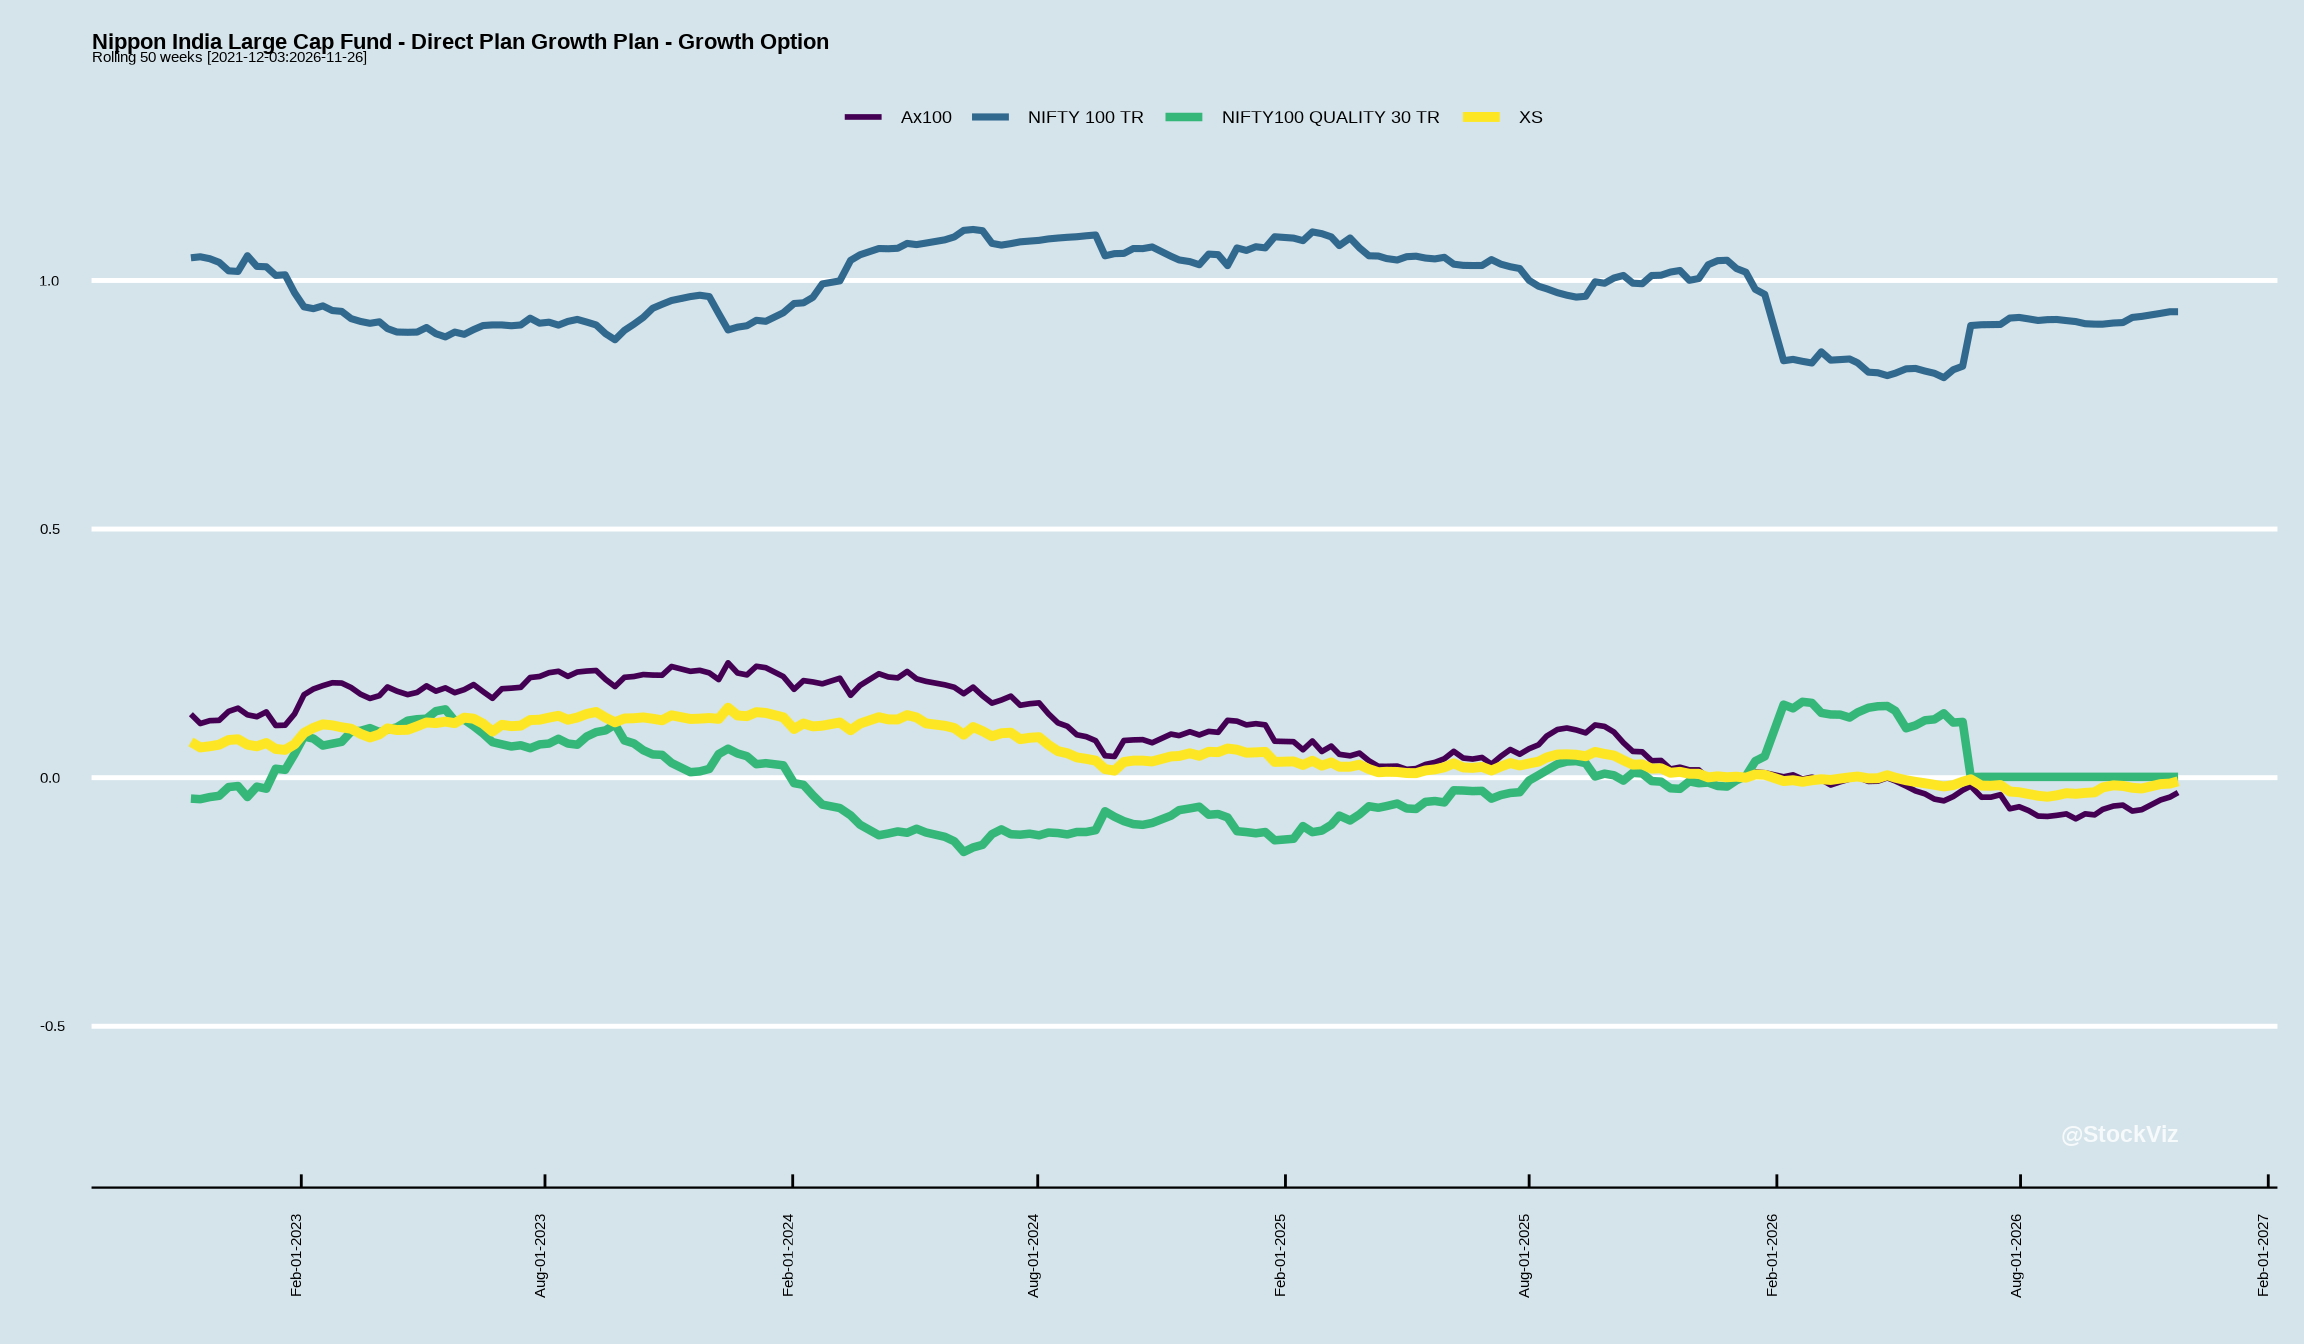 Nippon India Large Cap Fund - Direct Plan Growth Plan - Growth Option
Rolling 50 weeks [2021-12-03:2026-11-26]
Ax100 NIFTY 100 TR NIFTY100 QUALITY 30 TR XS
1.0
0.5
0.0
-0.5
@StockViz
Feb-01-2023 Aug-01-2023 Feb-01-2024 Aug-01-2024 Feb-01-2025 Aug-01-2025 Feb-01-2026 Aug-01-2026 Feb-01-2027